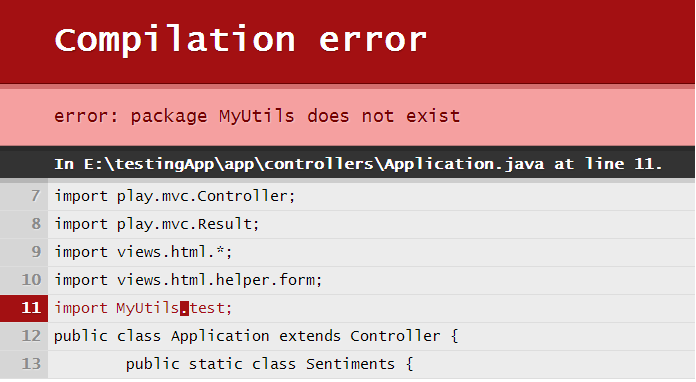 Compilation error
error: package MyUtils does not exist
In E:\testingApp\app\controllers\Application.java at line 11.
7 import play.mvc.Controller;
8 import play.mvc.Result;
9 import views.html.*;
10 import views.html.helper.form;
11 import MyUtils.test;
12 public class Application extends Controller {
13 public static class Sentiments {